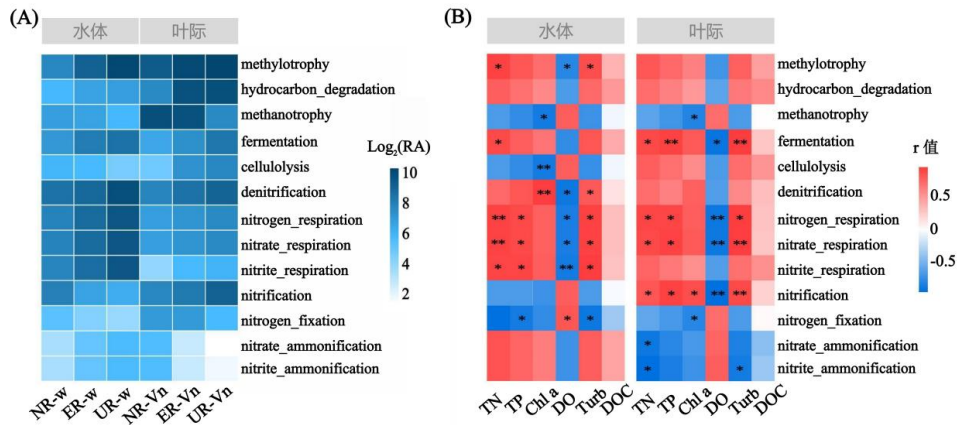 (A)
水体 叶际
methylotrophy
hydrocarbon_degradation
methanotrophy
fermentation
cellulolysis
denitrification
nitrogen_respiration
nitrate_respiration
nitrite_respiration
nitrification
nitrogen_fixation
nitrate_ammonification
nitrite_ammonification
NR-w ER-w UR-w NR-Vn ER-Vn UR-Vn
Log₂(RA)
10
8
6
4
2
(B)
水体 叶际
* * *
* *
* * ** * **
**
** * *
** * * * * * ** *
** * * * * * ** **
* * ** *
* * * ** **
* * * *
*
* *
TN TP Chl a DO Turb DOC TN TP Chl a DO Turb DOC
methylotrophy
hydrocarbon_degradation
methanotrophy
fermentation
cellulolysis
denitrification
nitrogen_respiration
nitrate_respiration
nitrite_respiration
nitrification
nitrogen_fixation
nitrate_ammonification
nitrite_ammonification
r 值
0.5
0
-0.5